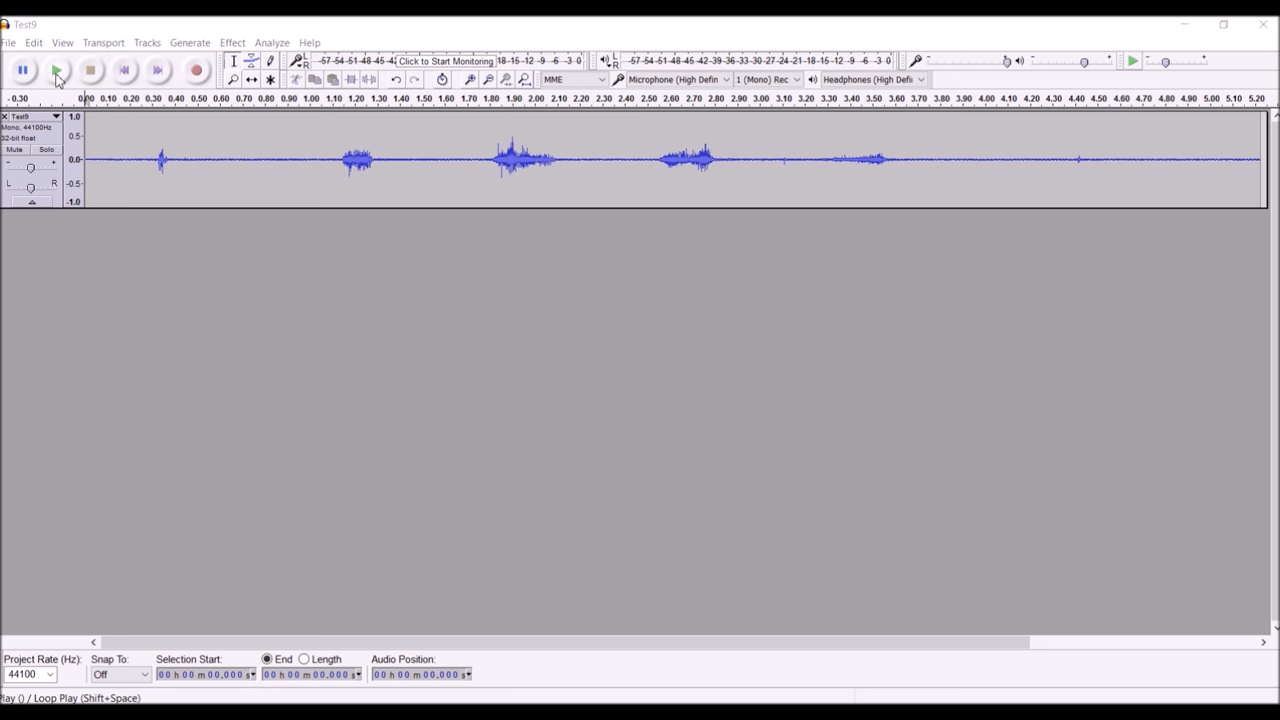 Test9
File Edit View Transport Tracks Generate Effect Analyze Help
-57-54-51-48-45-42 Click to Start Monitoring -18-15-12 -9 -6 -3 0
-57-54-51-48-45-42-39-36-33-30-27-24-21-18-15-12 -9 -6 -3 0
MME Microphone (High Defin 1 (Mono) Rec Headphones (High Defi
-0.30 0.00 0.10 0.20 0.30 0.40 0.50 0.60 0.70 0.80 0.90 1.00 1.10 1.20 1.30 1.40 1.50 1.60 1.70 1.80 1.90 2.00 2.10 2.20 2.30 2.40 2.50 2.60 2.70 2.80 2.90 3.00 3.10 3.20 3.30 3.40 3.50 3.60 3.70 3.80 3.90 4.00 4.10 4.20 4.30 4.40 4.50 4.60 4.70 4.80 4.90 5.00 5.10 5.20
Test9
Mono, 44100Hz
32-bit float
Mute Solo
- +
L R
1.0
0.5-
0.0-
-0.5-
-1.0
Project Rate (Hz): Snap To: Selection Start: End Length Audio Position:
44100 Off 00 h 00 m 00.000 s 00 h 00 m 00.000 s 00 h 00 m 00.000 s
Play () / Loop Play (Shift+Space)